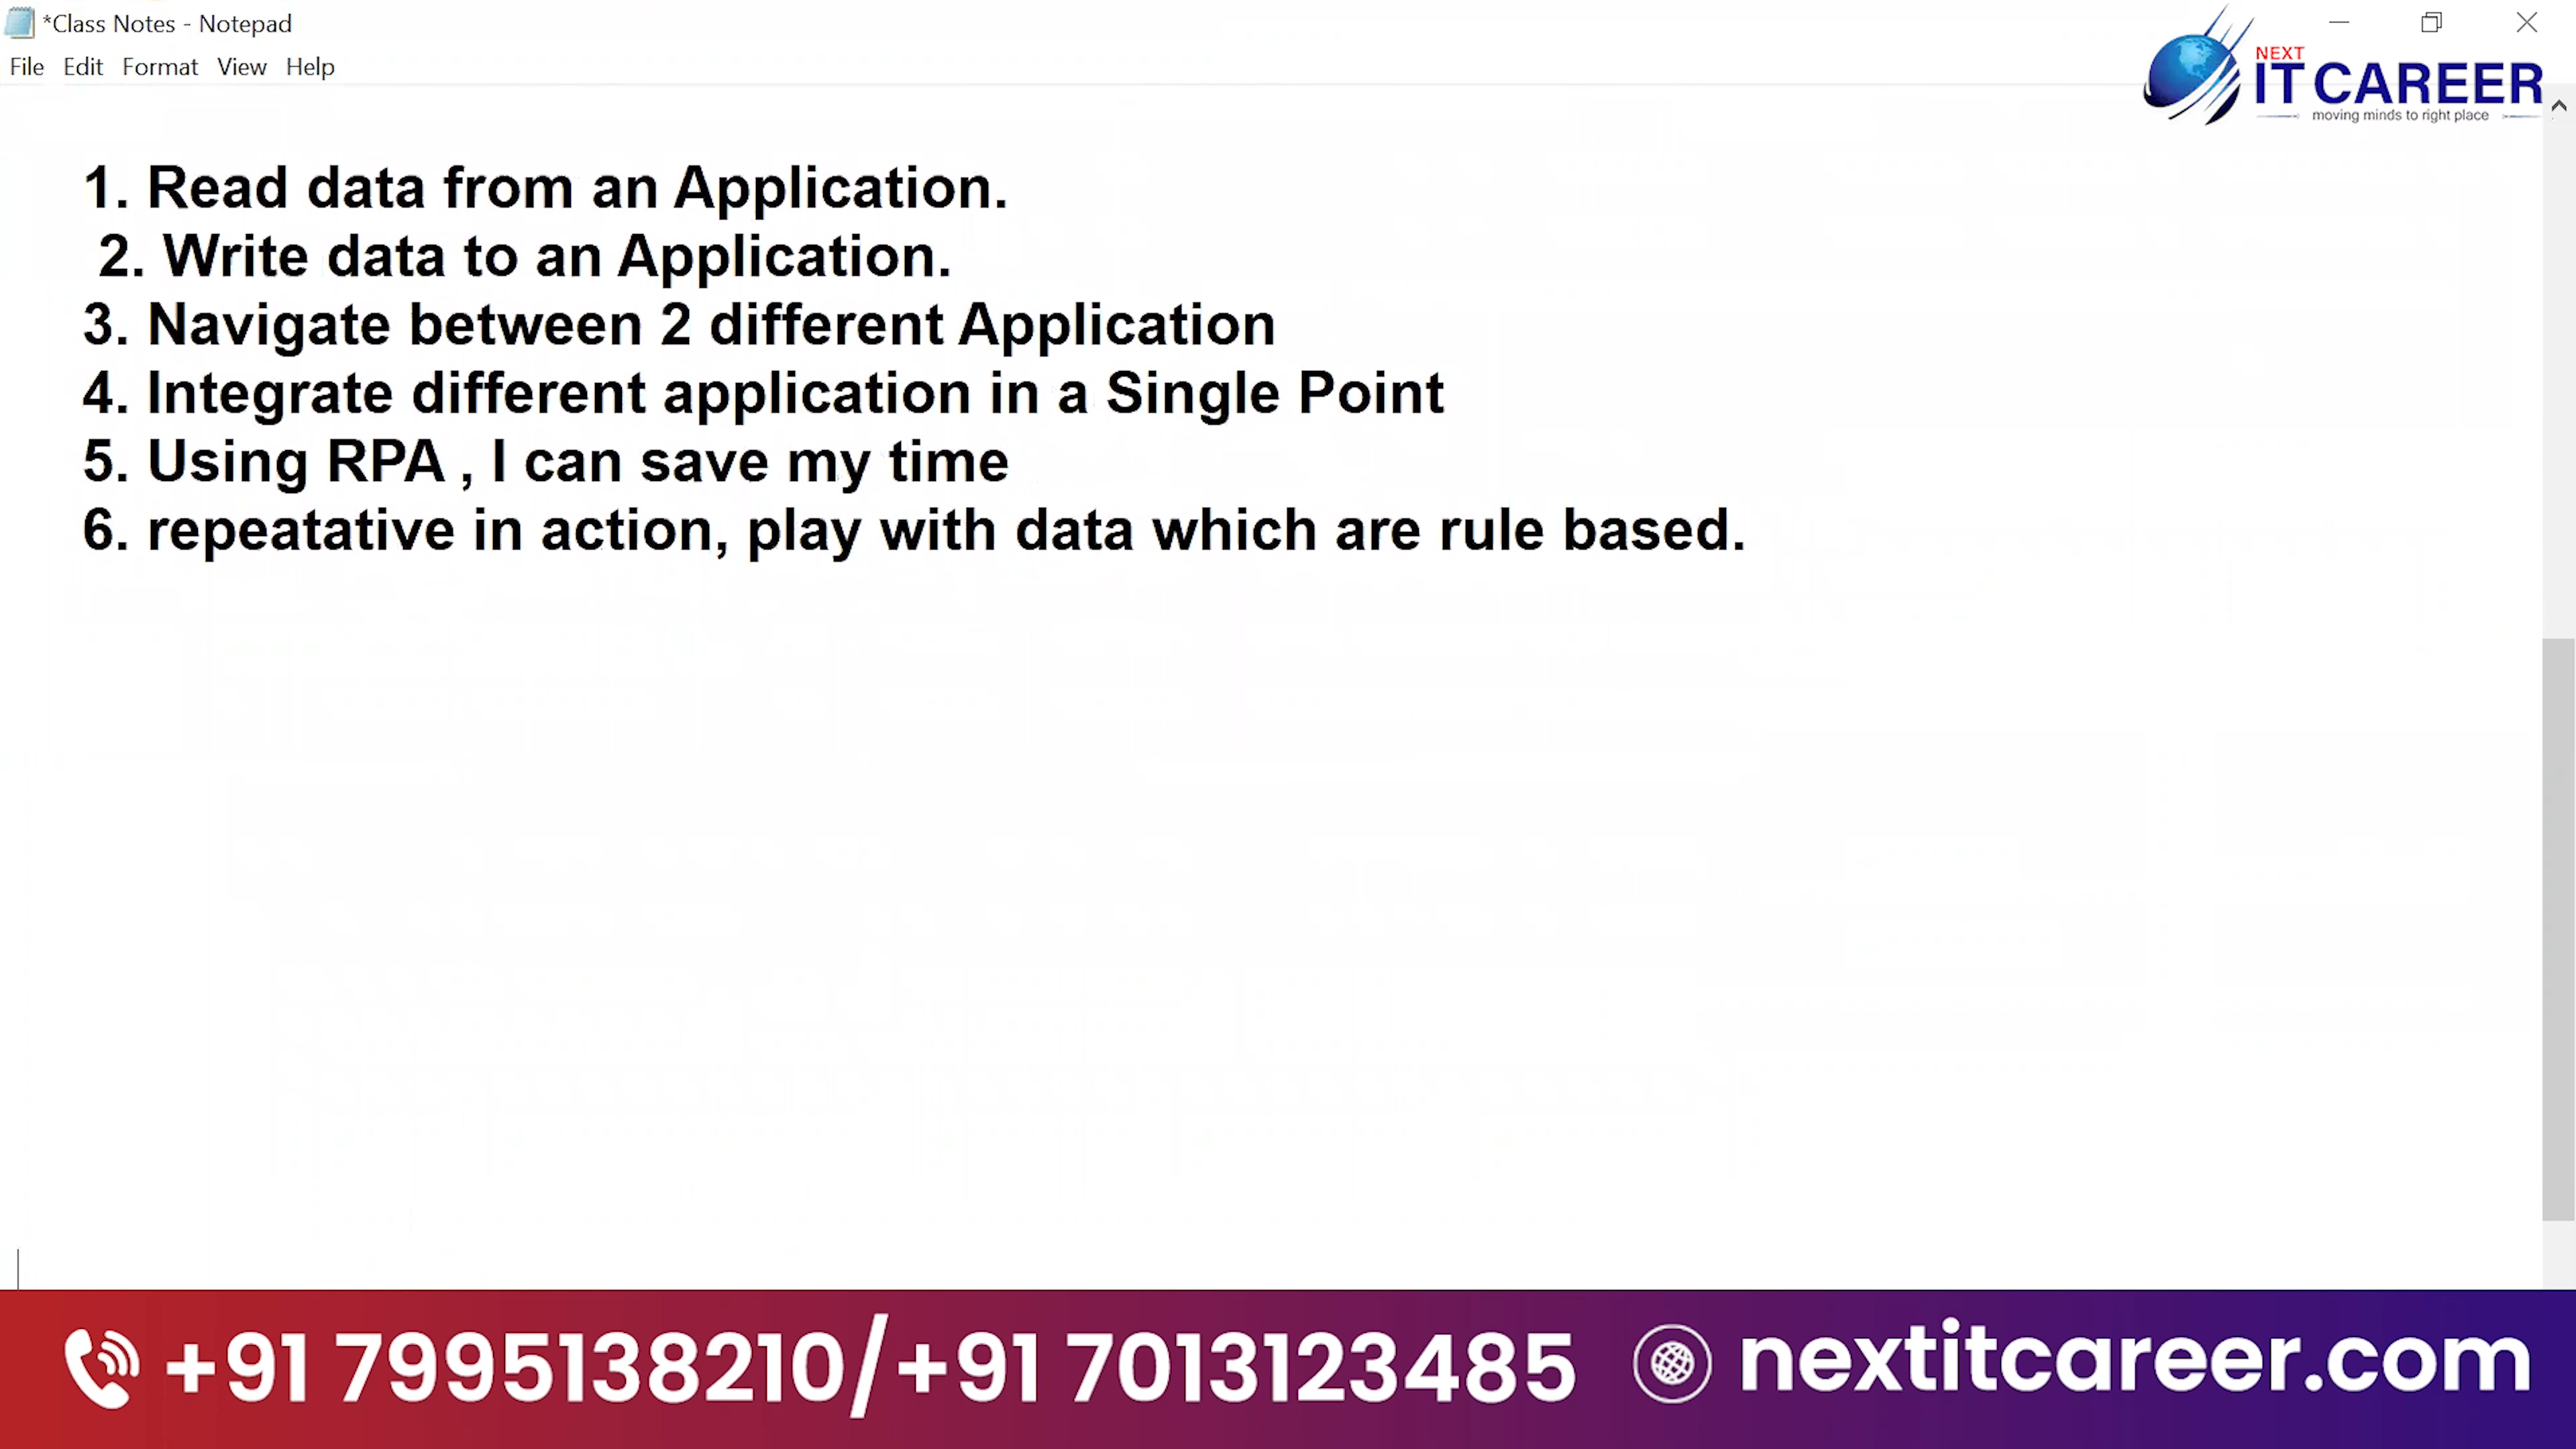 *Class Notes - Notepad
File Edit Format View Help
NEXT
IT CAREER
moving minds to right place
1. Read data from an Application.
2. Write data to an Application.
3. Navigate between 2 different Application
4. Integrate different application in a Single Point
5. Using RPA , I can save my time
6. repeatative in action, play with data which are rule based.
+91 7995138210/+91 7013123485 nextitcareer.com